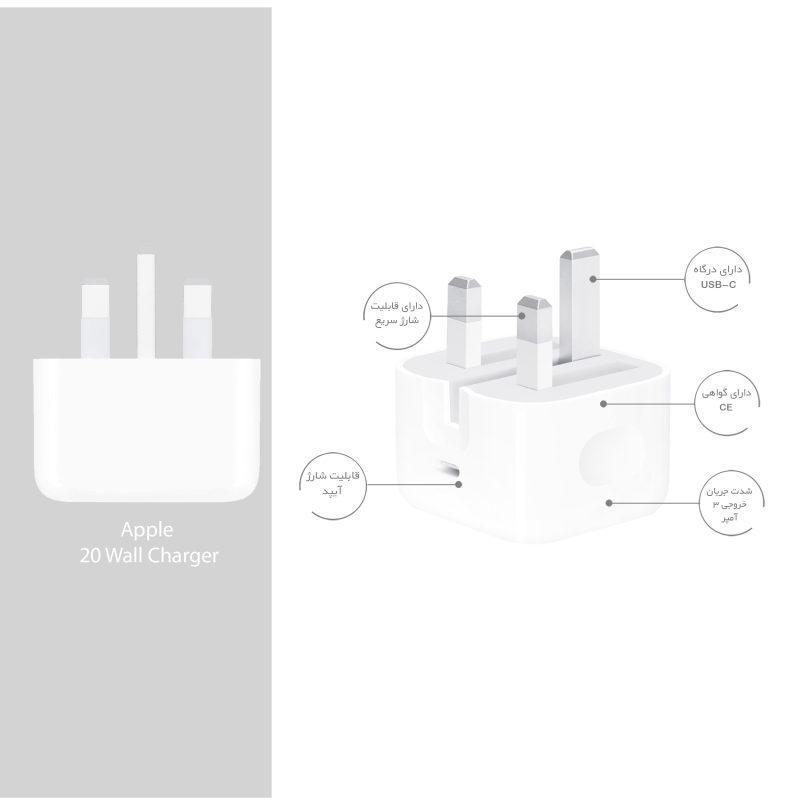 دارای درگاه
USB-C
دارای قابلیت
شارژ سریع
دارای گواهی
CE
قابلیت شارژ
آیپد
شدت جریان
خروجی ۳
آمپر
Apple
20 Wall Charger